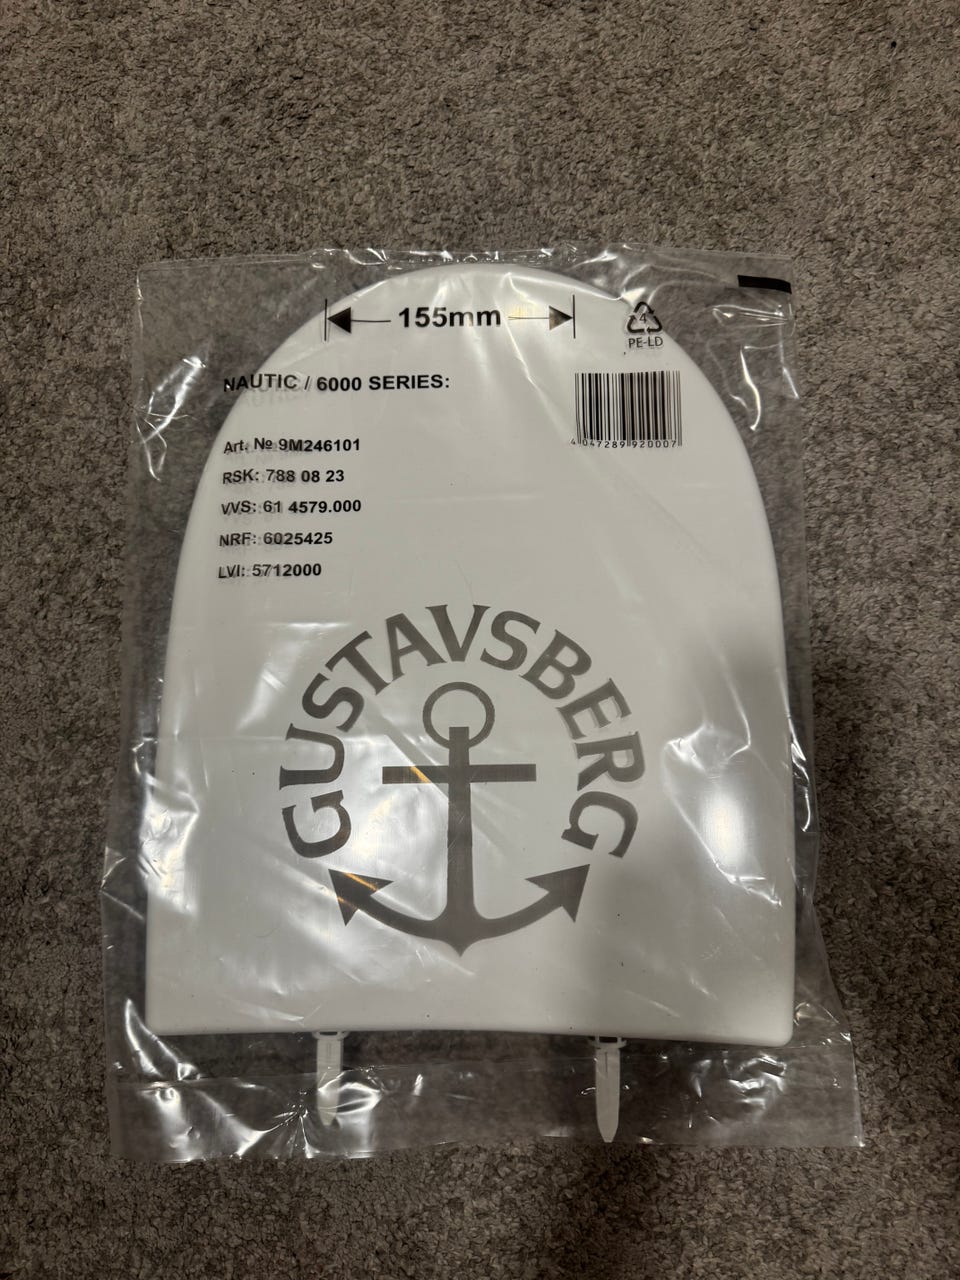 155mm
4
PE-LD
NAUTIC / 6000 SERIES:
4 047289 920007
Art. № 9M246101
RSK: 788 08 23
VVS: 61 4579.000
NRF: 6025425
LVI: 5712000
GUSTAVSBERG